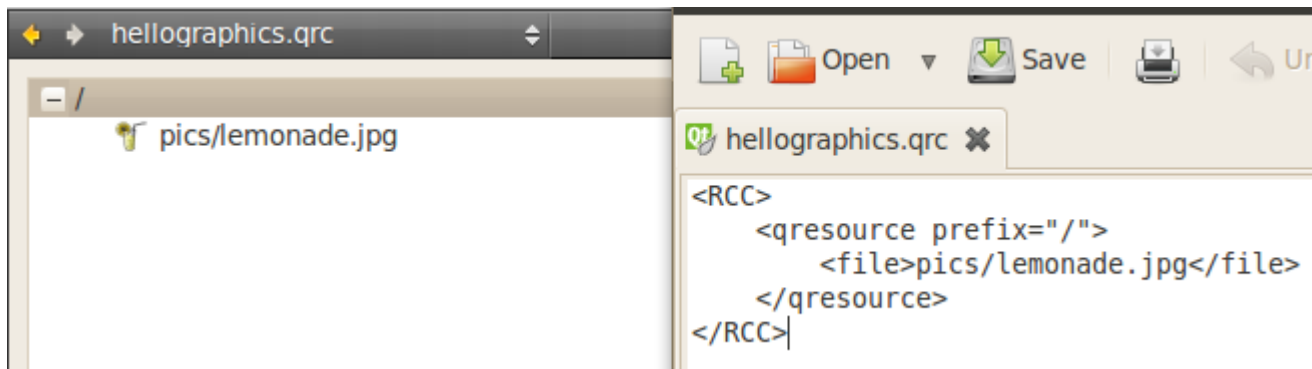 hellographics.qrc
/
pics/lemonade.jpg
Open Save
hellographics.qrc
<RCC>
    <qresource prefix="/">
        <file>pics/lemonade.jpg</file>
    </qresource>
</RCC>